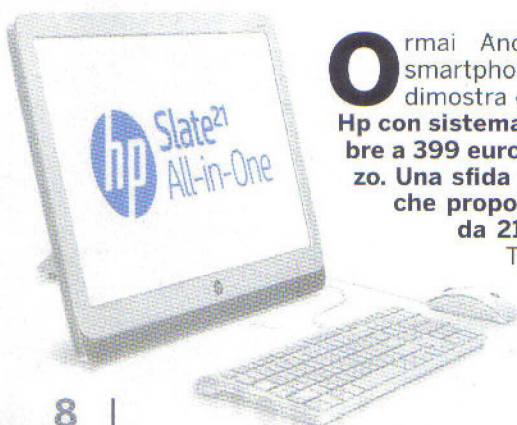 hp
Slate21
All-in-One
Ormai And
smartpho
dimostra
Hp con sistema
bre a 399 euro
zo. Una sfida
che propo
da 21
T
8 |